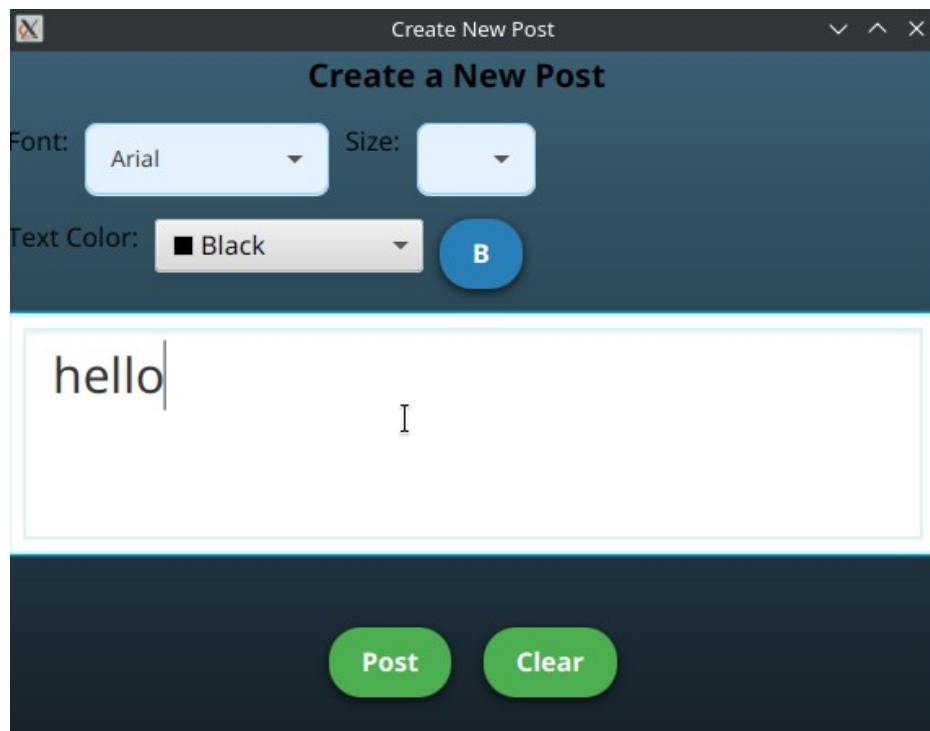 Create New Post
Create a New Post
Font: Arial Size:
Text Color: Black B
hello
Post Clear